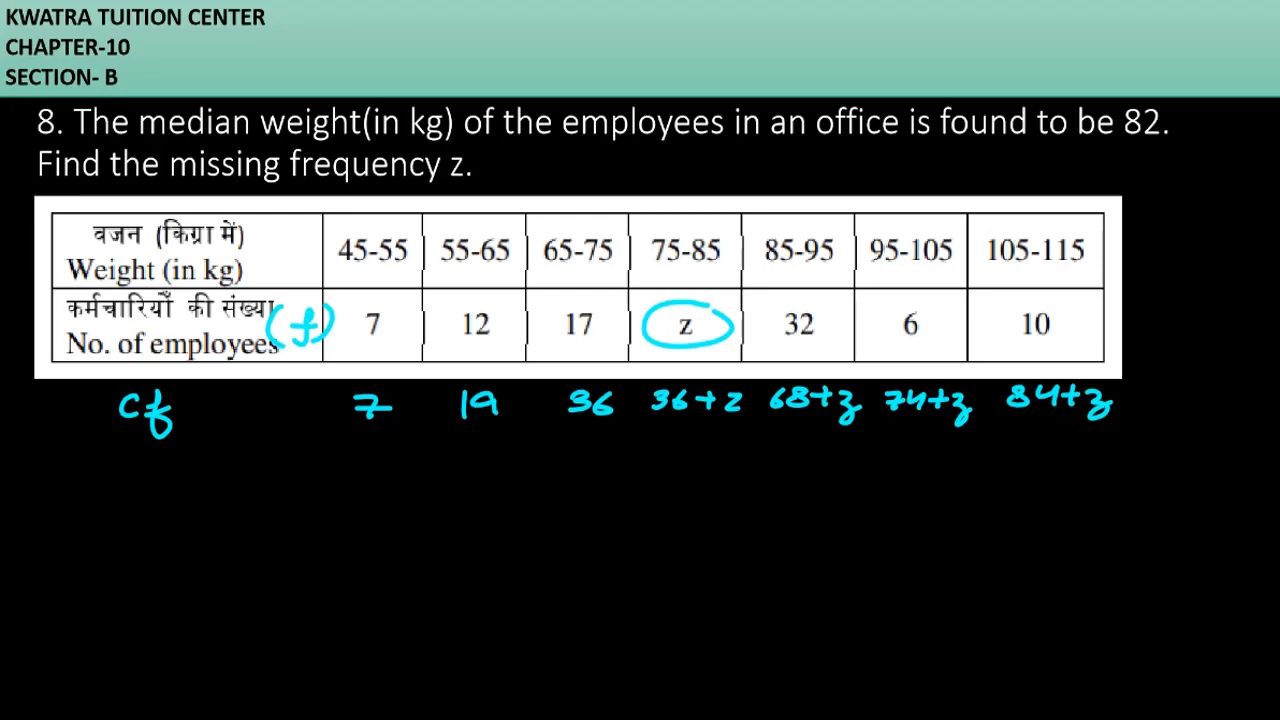 KWATRA TUITION CENTER
CHAPTER-10
SECTION- B
8. The median weight(in kg) of the employees in an office is found to be 82.
Find the missing frequency z.
वजन (किग्रा में)
Weight (in kg) 45-55 55-65 65-75 75-85 85-95 95-105 105-115
कर्मचारियों की संख्या
No. of employees (f) 7 12 17 z 32 6 10
cf 7 19 36 36+z 68+z 74+z 84+z